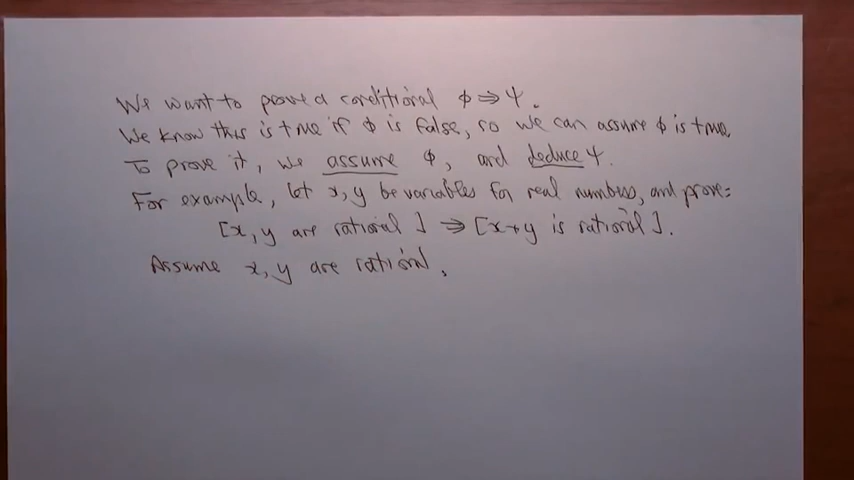 We want to prove a conditional ϕ ⇒ ψ.
We know this is true if ϕ is false, so we can assume ϕ is true.
To prove it, we assume ϕ, and deduce ψ.
For example, let x, y be variables for real numbers, and prove:
[x, y are rational] ⇒ [x+y is rational].
Assume x, y are rational.